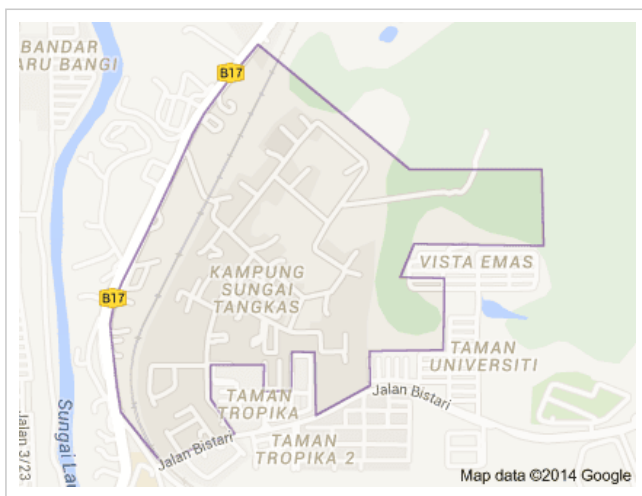 BANDAR
ARU BANGI
B17
B17
VISTA EMAS
KAMPUNG
SUNGAI
TANGKAS
TAMAN
UNIVERSITI
TAMAN
TROPIKA
Jalan Bistari
Jalan 3/23
Sungai La
Jalan Bistari
TAMAN
TROPIKA 2
Map data ©2014 Google